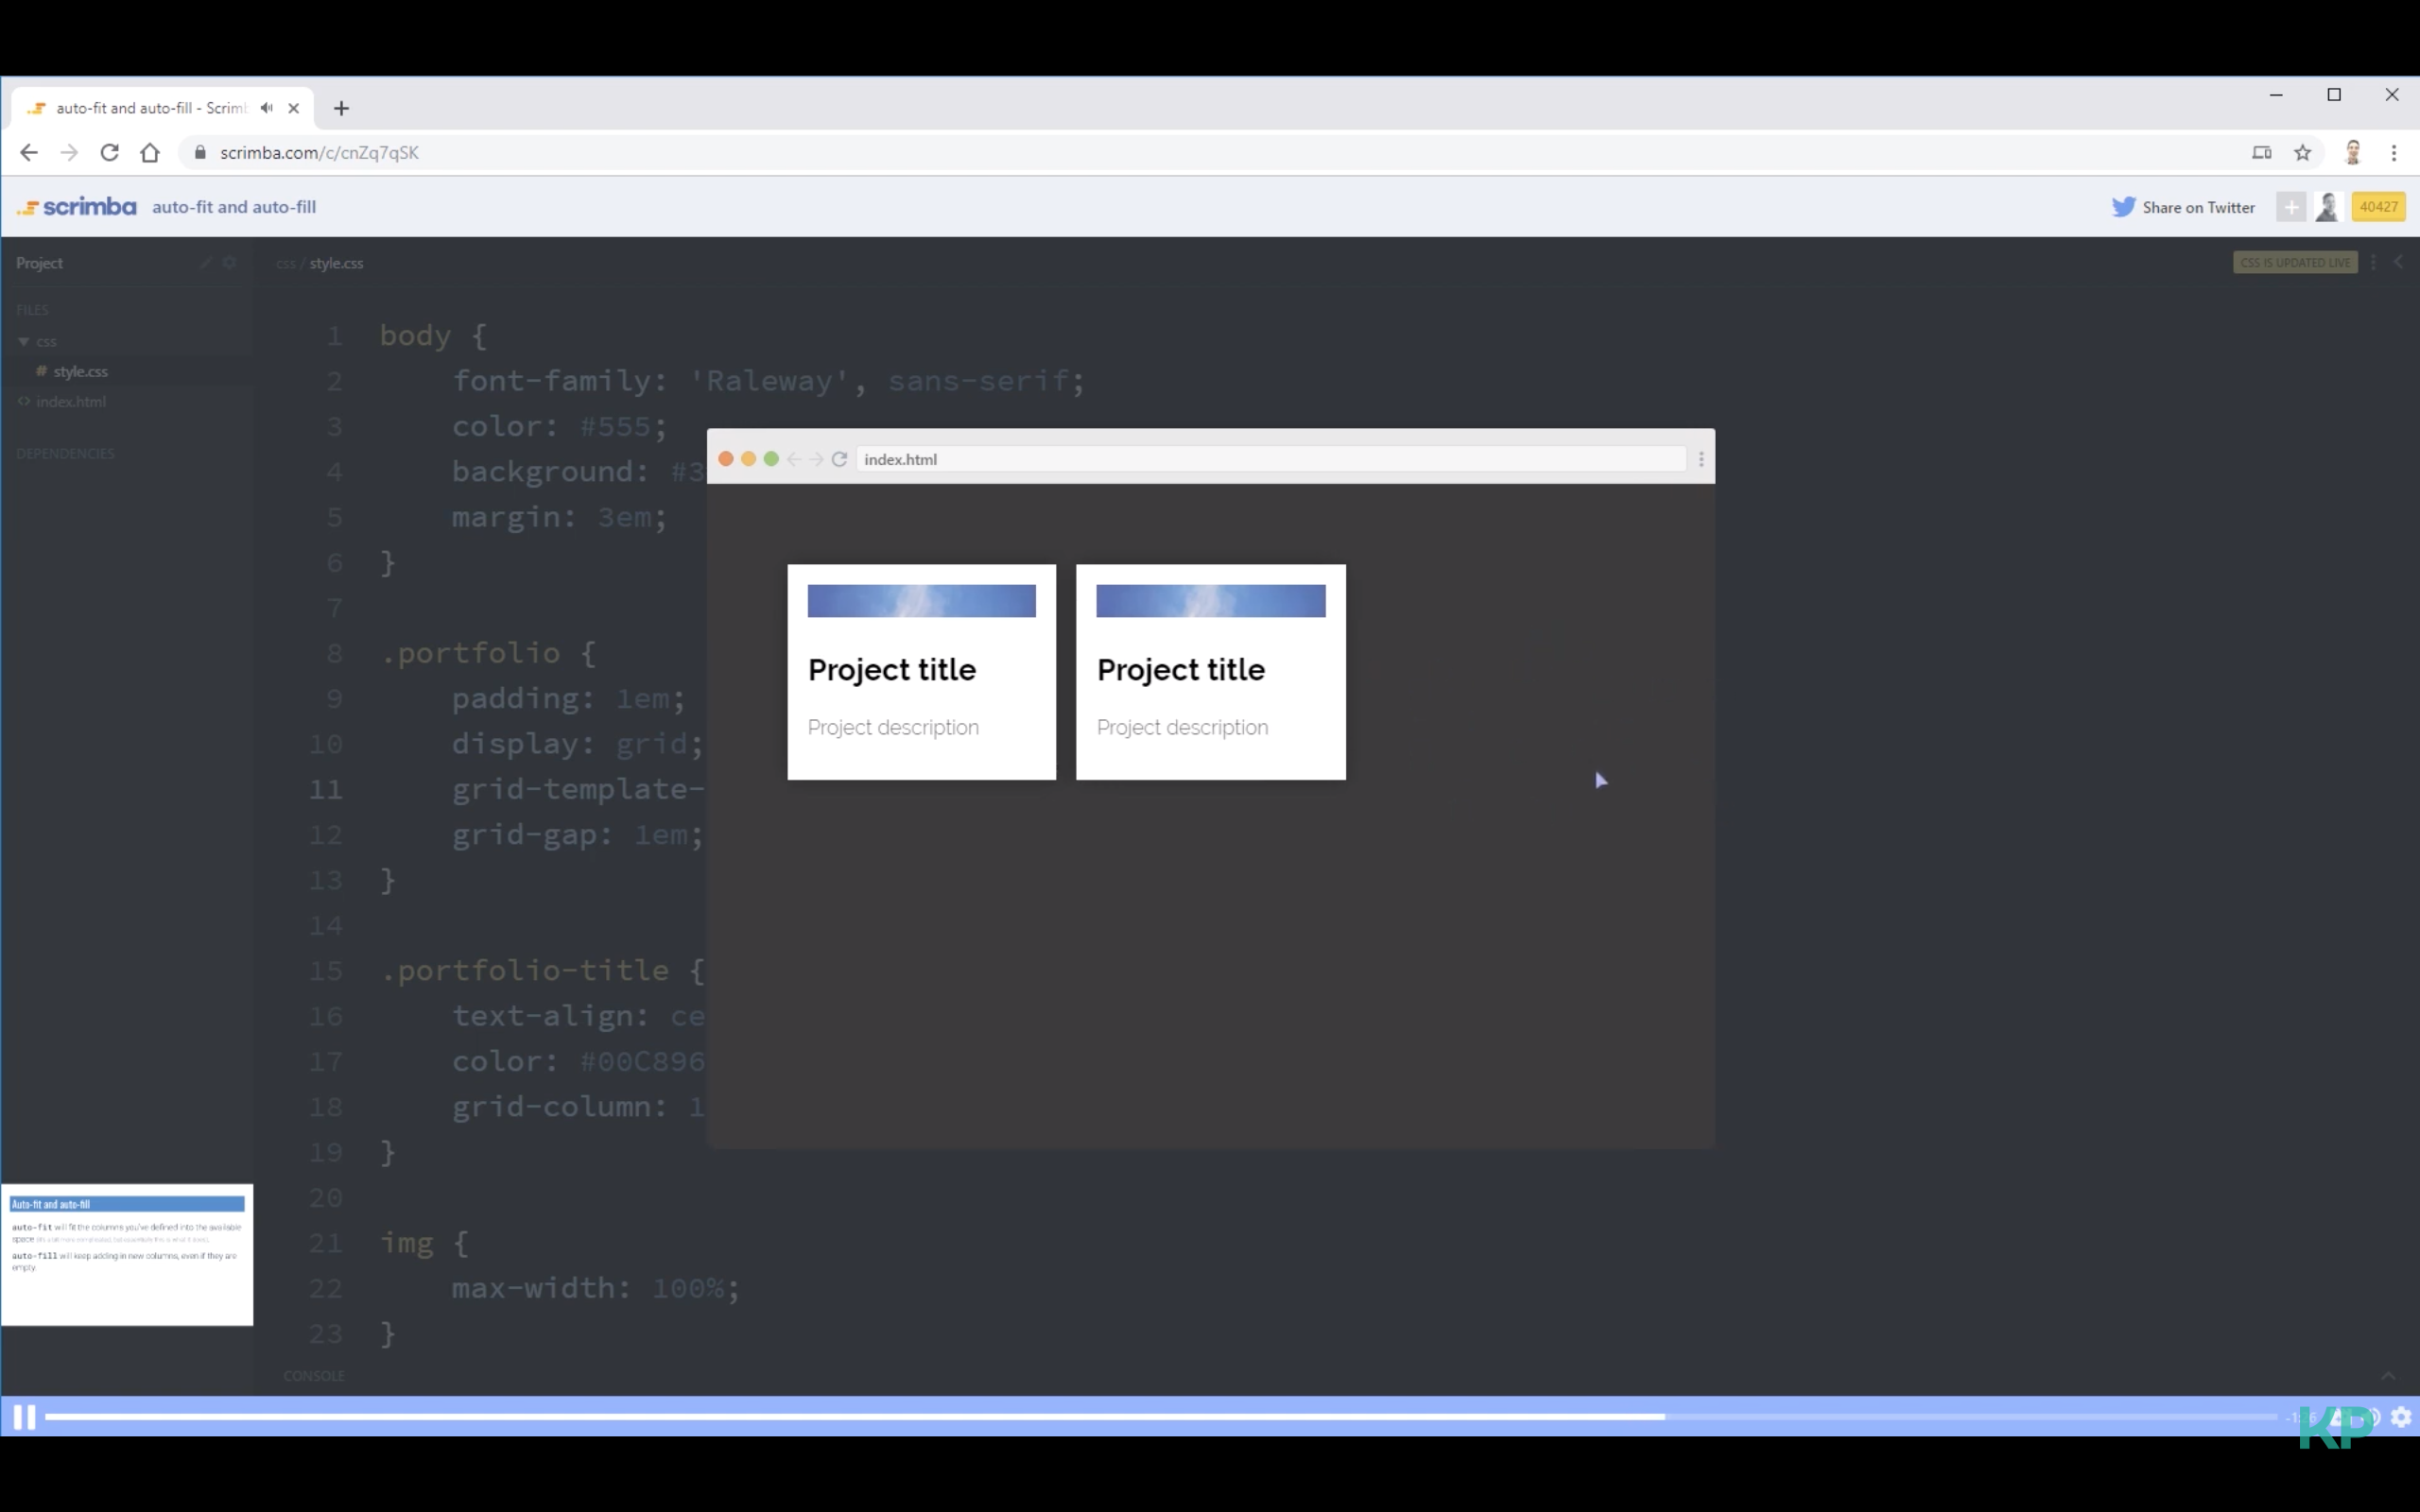 auto-fit and auto-fill - Scrim
scrimba.com/c/cnZq7qSK
scrimba auto-fit and auto-fill
Share on Twitter
40427
Project
css / style.css
CSS IS UPDATED LIVE
FILES
css
# style.css
<> index.html
DEPENDENCIES
1 body {
2 font-family: 'Raleway', sans-serif;
3 color: #555;
4 background: #3
5 margin: 3em;
6 }
7
8 .portfolio {
9 padding: 1em;
10 display: grid;
11 grid-template-
12 grid-gap: 1em;
13 }
14
15 .portfolio-title {
16 text-align: ce
17 color: #00C896
18 grid-column: 1
19 }
20
21 img {
22 max-width: 100%;
23 }
index.html
Project title
Project description
Project title
Project description
Auto-fit and auto-fill
auto-fit will fit the columns you've defined into the available
space
auto-fill will keep adding in new columns, even if they are
empty.
CONSOLE
KP